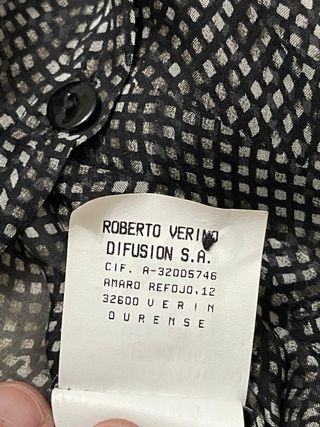 ROBERTO VERINO
DIFUSION S.A.
CIF. A-32005746
AMARO REFOJO,12
32600 VERIN
OURENSE